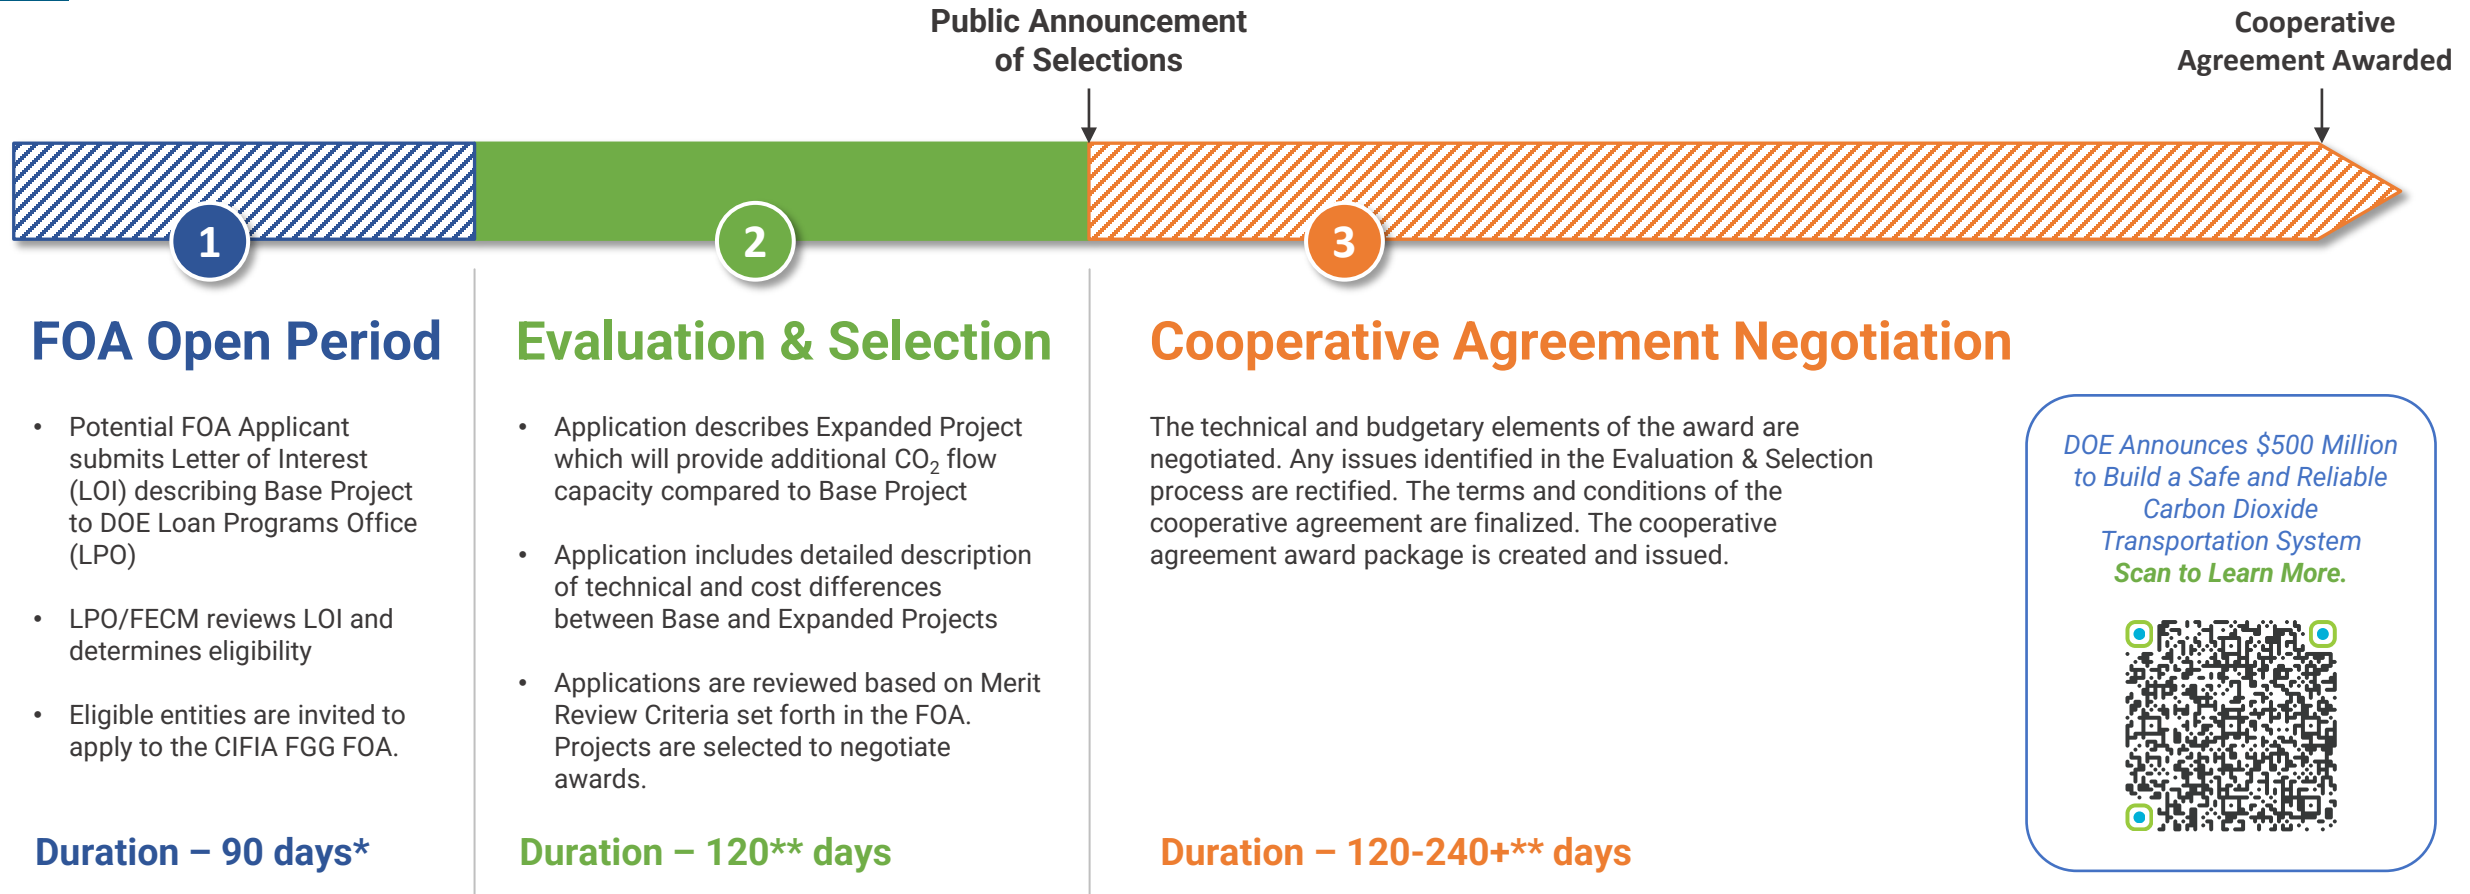 Public Announcement
of Selections
Cooperative
Agreement Awarded
1
2
3
FOA Open Period
• Potential FOA Applicant
submits Letter of Interest
(LOI) describing Base Project
to DOE Loan Programs Office
(LPO)
• LPO/FECM reviews LOI and
determines eligibility
• Eligible entities are invited to
apply to the CIFIA FGG FOA.
Duration – 90 days*
Evaluation & Selection
• Application describes Expanded Project
which will provide additional CO₂ flow
capacity compared to Base Project
• Application includes detailed description
of technical and cost differences
between Base and Expanded Projects
• Applications are reviewed based on Merit
Review Criteria set forth in the FOA.
Projects are selected to negotiate
awards.
Duration – 120** days
Cooperative Agreement Negotiation
The technical and budgetary elements of the award are
negotiated. Any issues identified in the Evaluation & Selection
process are rectified. The terms and conditions of the
cooperative agreement are finalized. The cooperative
agreement award package is created and issued.
Duration – 120-240+** days
DOE Announces $500 Million
to Build a Safe and Reliable
Carbon Dioxide
Transportation System
Scan to Learn More.